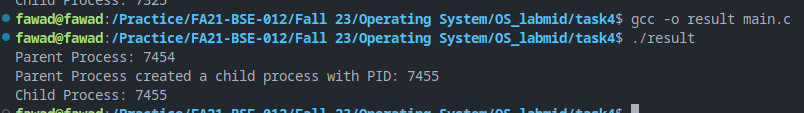 Child Process: 7325
fawad@fawad:/Practice/FA21-BSE-012/Fall 23/Operating System/OS_labmid/task4$ gcc -o result main.c
fawad@fawad:/Practice/FA21-BSE-012/Fall 23/Operating System/OS_labmid/task4$ ./result
Parent Process: 7454
Parent Process created a child process with PID: 7455
Child Process: 7455
fawad@fawad:/Practice/FA21-BSE-012/Fall 23/Operating System/OS_labmid/task4$